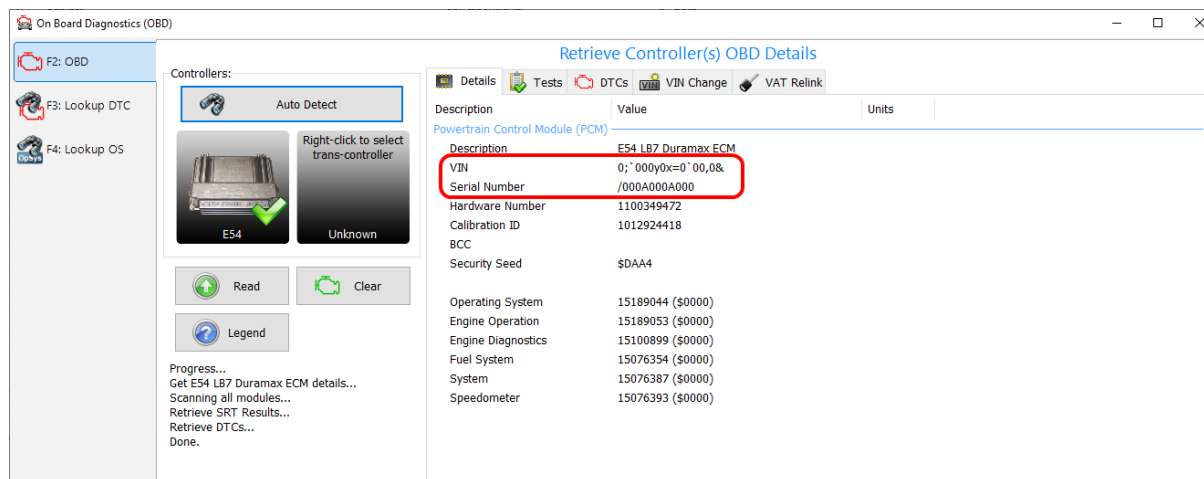 On Board Diagnostics (OBD)
F2: OBD
F3: Lookup DTC
F4: Lookup OS
Retrieve Controller(s) OBD Details
Controllers:
Auto Detect
E54
Right-click to select
trans-controller
Unknown
Read
Clear
Legend
Progress...
Get E54 LB7 Duramax ECM details...
Scanning all modules...
Retrieve SRT Results...
Retrieve DTCs...
Done.
Details Tests DTCs VIN Change VAT Relink
Description Value Units
Powertrain Control Module (PCM)
Description E54 LB7 Duramax ECM
VIN 0;`000y0x=0`00,0&
Serial Number /000A000A000
Hardware Number 1100349472
Calibration ID 1012924418
BCC
Security Seed $DAA4
Operating System 15189044 ($0000)
Engine Operation 15189053 ($0000)
Engine Diagnostics 15100899 ($0000)
Fuel System 15076354 ($0000)
System 15076387 ($0000)
Speedometer 15076393 ($0000)